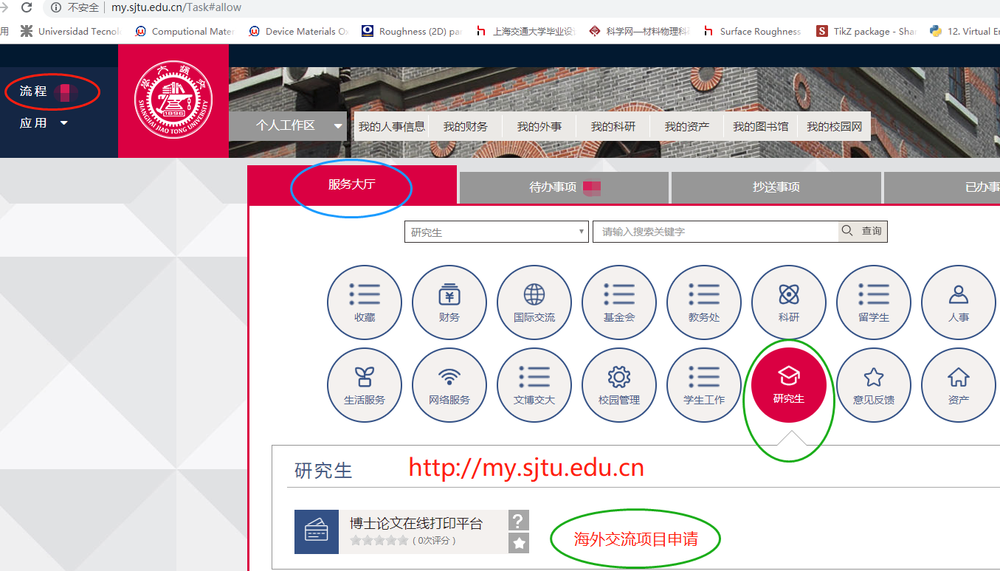 不安全 my.sjtu.edu.cn/Task#allow
用 Universidad Tecnol Computional Mater Device Materials Ox Roughness (2D) par 上海交通大学毕业设 科学网—材料物理科 Surface Roughness TikZ package - Shar 12. Virtual En
流程
应用
SHANGHAI JIAO TONG UNIVERSITY
1896
个人工作区 我的人事信息 我的财务 我的外事 我的科研 我的资产 我的图书馆 我的校园网
服务大厅 待办事项 抄送事项 已办事
研究生 请输入搜索关键字 查询
收藏 财务 国际交流 基金会 教务处 科研 留学生 人事
生活服务 网络服务 文博交大 校园管理 学生工作 研究生 意见反馈 资产
研究生 http://my.sjtu.edu.cn
博士论文在线打印平台 ?
( 0次评分 )
海外交流项目申请